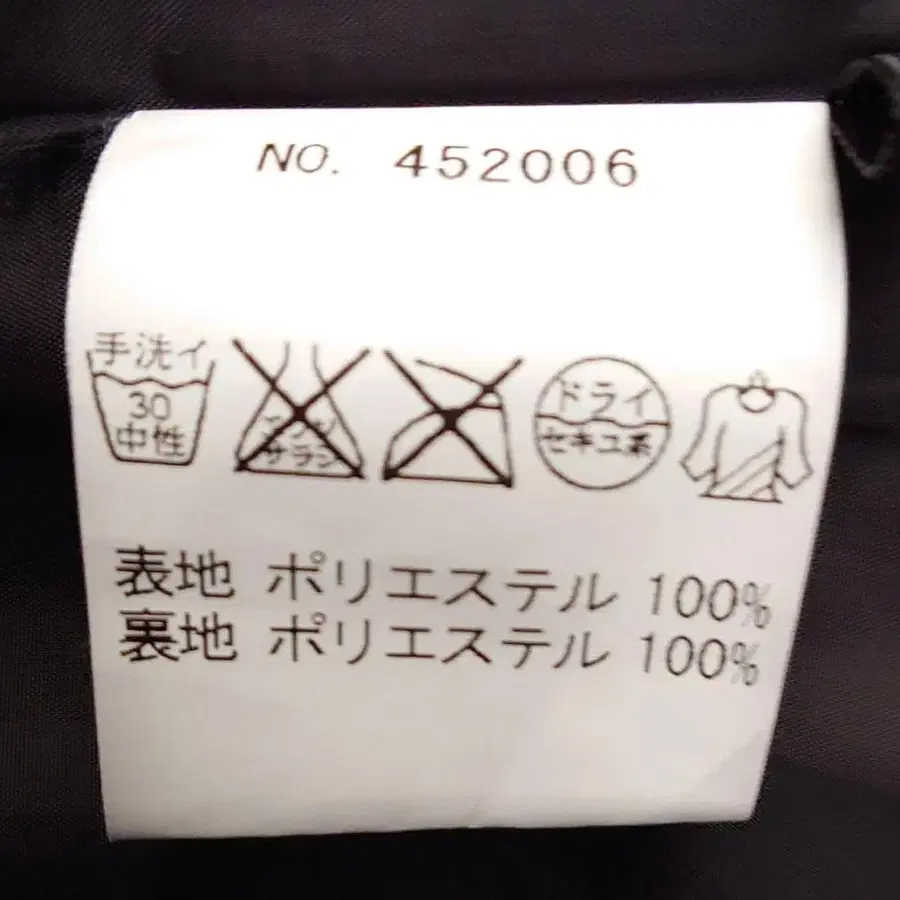 NO. 452006
手洗イ
30
中性
エンソ
サラシ
ドライ
セキユ系
表地 ポリエステル 100%
裏地 ポリエステル 100%